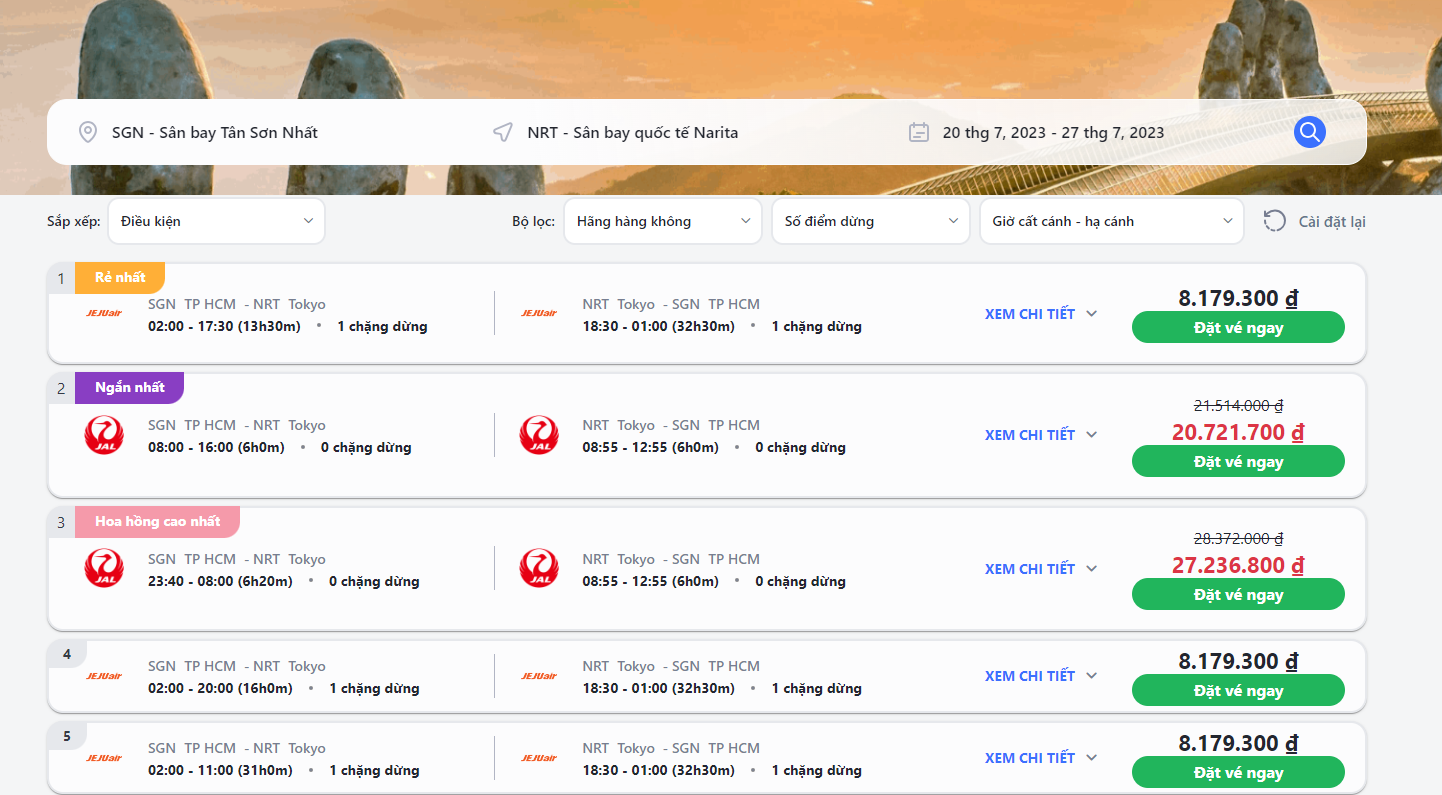 SGN - Sân bay Tân Sơn Nhất
NRT - Sân bay quốc tế Narita
20 thg 7, 2023 - 27 thg 7, 2023
Sắp xếp:
Điều kiện
Bộ lọc:
Hãng hàng không
Số điểm dừng
Giờ cất cánh - hạ cánh
Cài đặt lại
1 Rẻ nhất
JEJUair
SGN TP HCM - NRT Tokyo
02:00 - 17:30 (13h30m) • 1 chặng dừng
JEJUair
NRT Tokyo - SGN TP HCM
18:30 - 01:00 (32h30m) • 1 chặng dừng
XEM CHI TIẾT
8.179.300 ₫
Đặt vé ngay
2 Ngắn nhất
JAL
SGN TP HCM - NRT Tokyo
08:00 - 16:00 (6h0m) • 0 chặng dừng
JAL
NRT Tokyo - SGN TP HCM
08:55 - 12:55 (6h0m) • 0 chặng dừng
XEM CHI TIẾT
21.514.000 ₫
20.721.700 ₫
Đặt vé ngay
3 Hoa hồng cao nhất
JAL
SGN TP HCM - NRT Tokyo
23:40 - 08:00 (6h20m) • 0 chặng dừng
JAL
NRT Tokyo - SGN TP HCM
08:55 - 12:55 (6h0m) • 0 chặng dừng
XEM CHI TIẾT
28.372.000 ₫
27.236.800 ₫
Đặt vé ngay
4
JEJUair
SGN TP HCM - NRT Tokyo
02:00 - 20:00 (16h0m) • 1 chặng dừng
JEJUair
NRT Tokyo - SGN TP HCM
18:30 - 01:00 (32h30m) • 1 chặng dừng
XEM CHI TIẾT
8.179.300 ₫
Đặt vé ngay
5
JEJUair
SGN TP HCM - NRT Tokyo
02:00 - 11:00 (31h0m) • 1 chặng dừng
JEJUair
NRT Tokyo - SGN TP HCM
18:30 - 01:00 (32h30m) • 1 chặng dừng
XEM CHI TIẾT
8.179.300 ₫
Đặt vé ngay